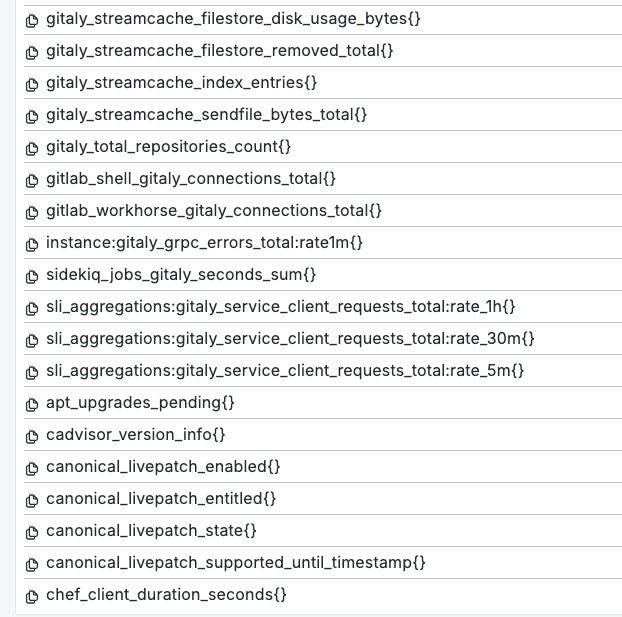 gitaly_streamcache_filestore_disk_usage_bytes{}
gitaly_streamcache_filestore_removed_total{}
gitaly_streamcache_index_entries{}
gitaly_streamcache_sendfile_bytes_total{}
gitaly_total_repositories_count{}
gitlab_shell_gitaly_connections_total{}
gitlab_workhorse_gitaly_connections_total{}
instance:gitaly_grpc_errors_total:rate1m{}
sidekiq_jobs_gitaly_seconds_sum{}
sli_aggregations:gitaly_service_client_requests_total:rate_1h{}
sli_aggregations:gitaly_service_client_requests_total:rate_30m{}
sli_aggregations:gitaly_service_client_requests_total:rate_5m{}
apt_upgrades_pending{}
cadvisor_version_info{}
canonical_livepatch_enabled{}
canonical_livepatch_entitled{}
canonical_livepatch_state{}
canonical_livepatch_supported_until_timestamp{}
chef_client_duration_seconds{}